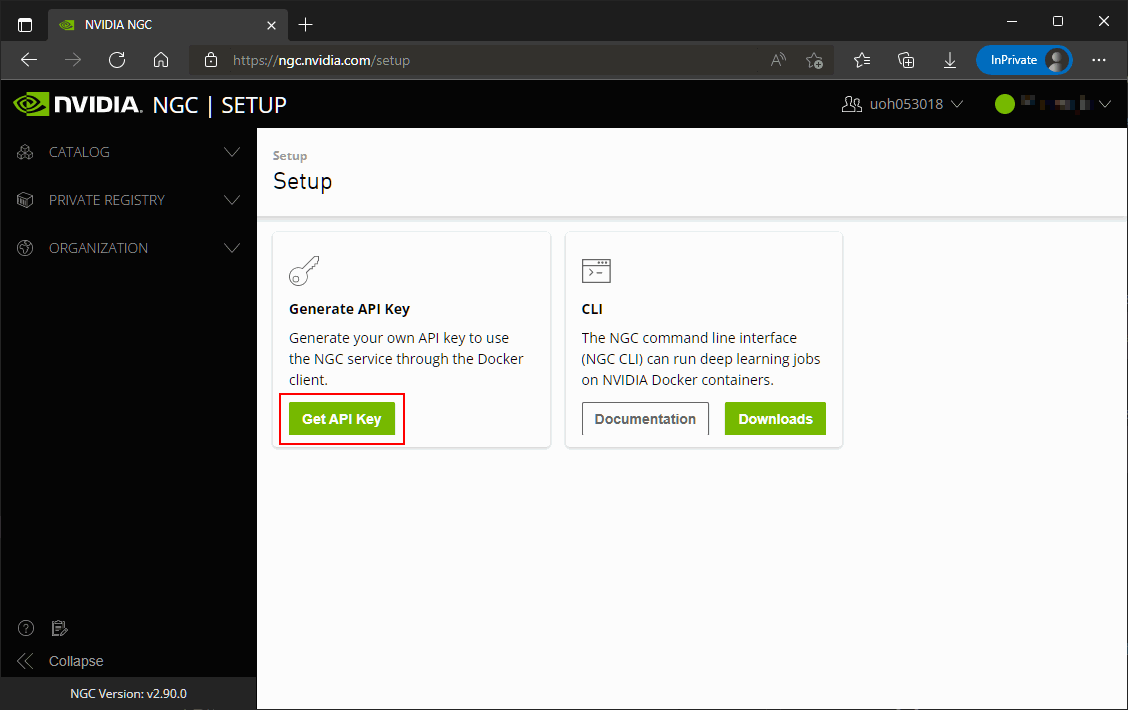 NVIDIA NGC
https://ngc.nvidia.com/setup
InPrivate
NVIDIA. NGC | SETUP
uoh053018
CATALOG
PRIVATE REGISTRY
ORGANIZATION
Setup
Setup
Generate API Key
Generate your own API key to use
the NGC service through the Docker
client.
Get API Key
CLI
The NGC command line interface
(NGC CLI) can run deep learning jobs
on NVIDIA Docker containers.
Documentation
Downloads
Collapse
NGC Version: v2.90.0